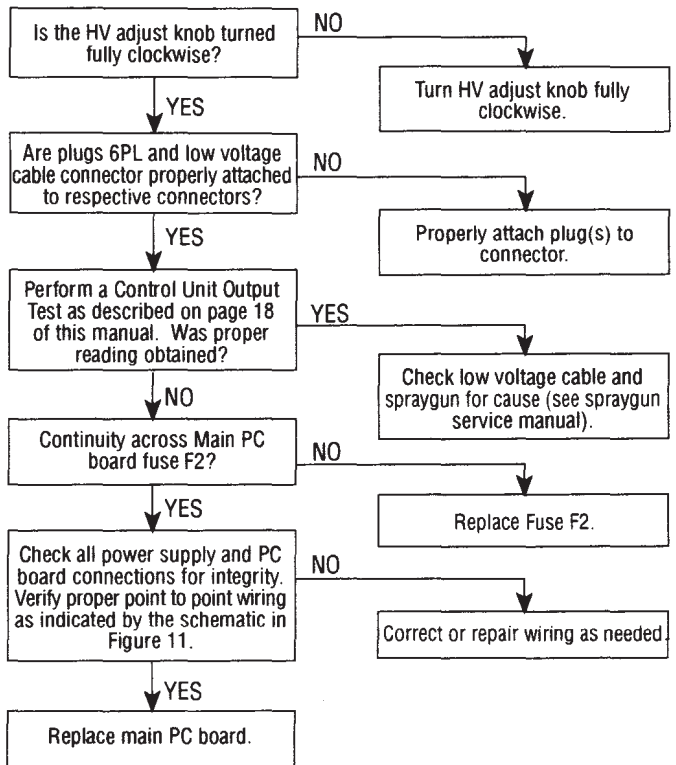 Is the HV adjust knob turned
fully clockwise?
NO
Turn HV adjust knob fully
clockwise.
YES
Are plugs 6PL and low voltage
cable connector properly attached
to respective connectors?
NO
Properly attach plug(s) to
connector.
YES
Perform a Control Unit Output
Test as described on page 18
of this manual. Was proper
reading obtained?
YES
Check low voltage cable and
spraygun for cause (see spraygun
service manual).
NO
Continuity across Main PC
board fuse F2?
NO
Replace Fuse F2.
YES
Check all power supply and PC
board connections for integrity.
Verify proper point to point wiring
as indicated by the schematic in
Figure 11.
NO
Correct or repair wiring as needed.
YES
Replace main PC board.